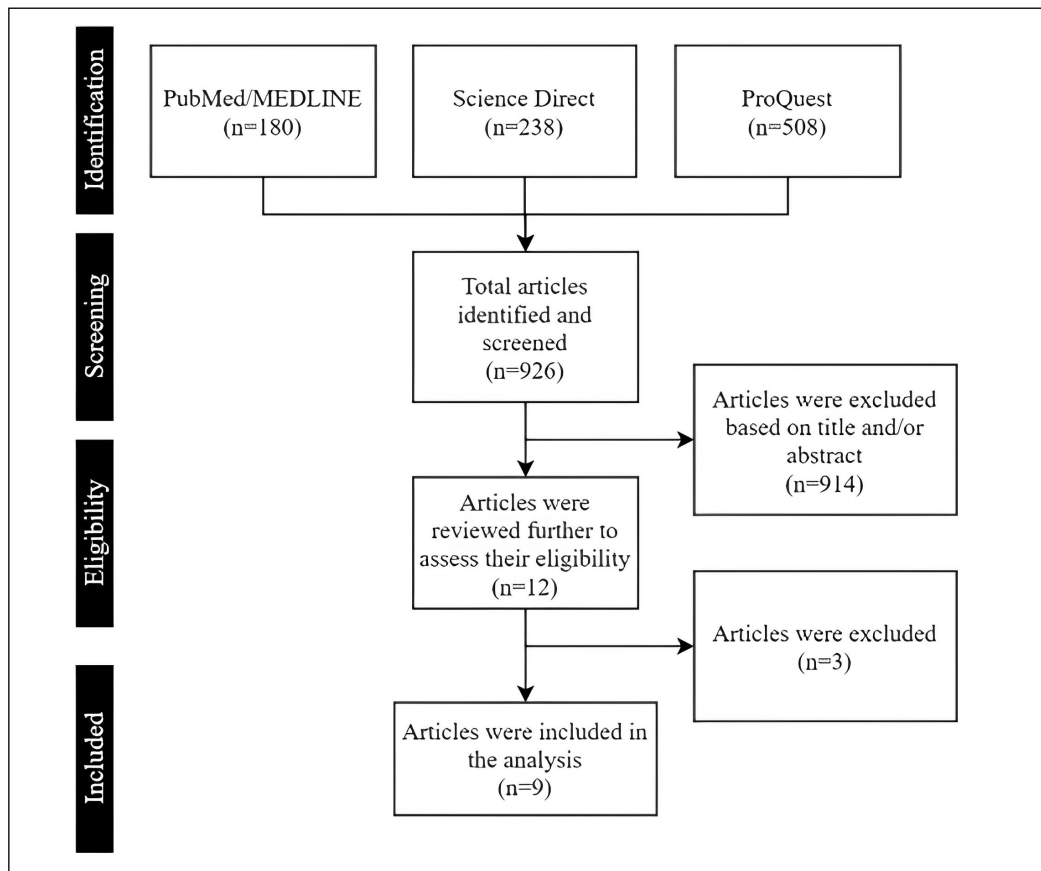 Identification
PubMed/MEDLINE
(n=180)
Science Direct
(n=238)
ProQuest
(n=508)
Screening
Total articles
identified and
screened
(n=926)
Articles were excluded
based on title and/or
abstract
(n=914)
Eligibility
Articles were
reviewed further to
assess their eligibility
(n=12)
Articles were excluded
(n=3)
Included
Articles were included in
the analysis
(n=9)